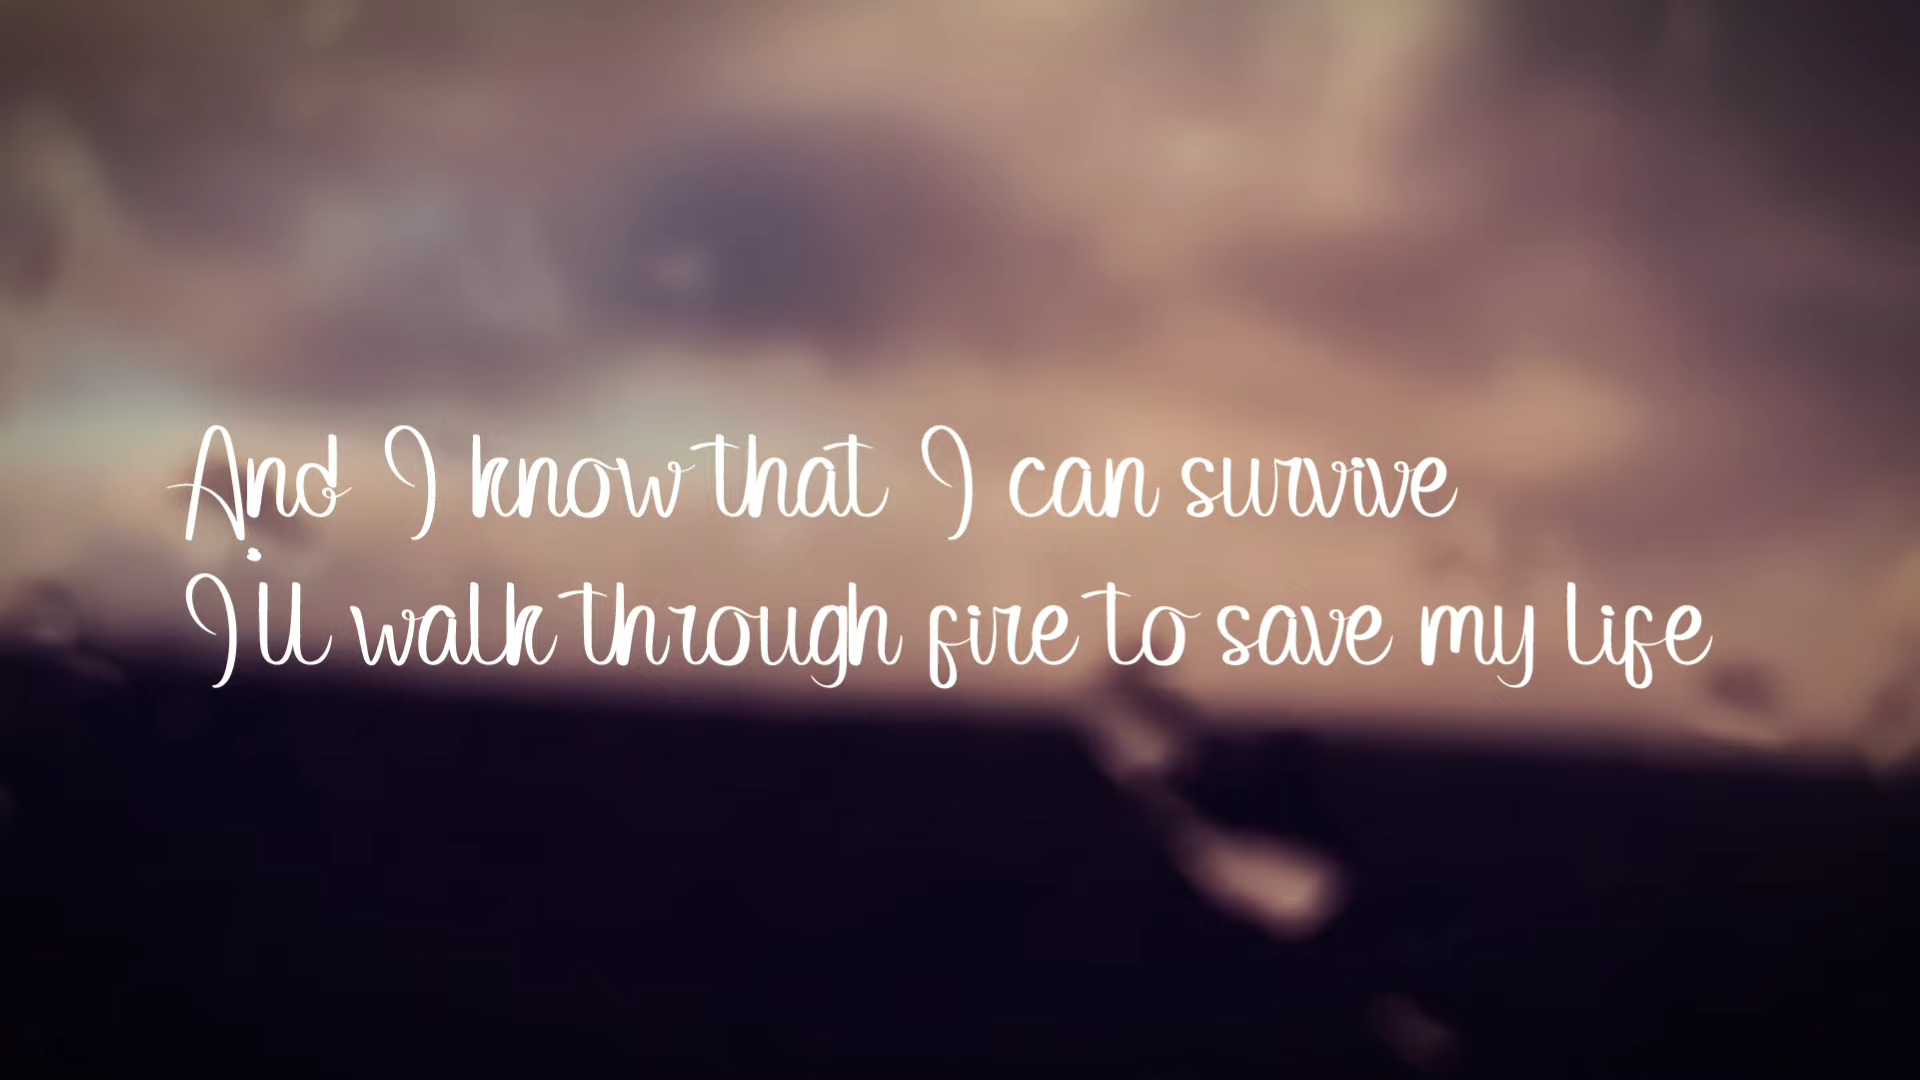 And I know that I can survive
I'll walk through fire to save my life